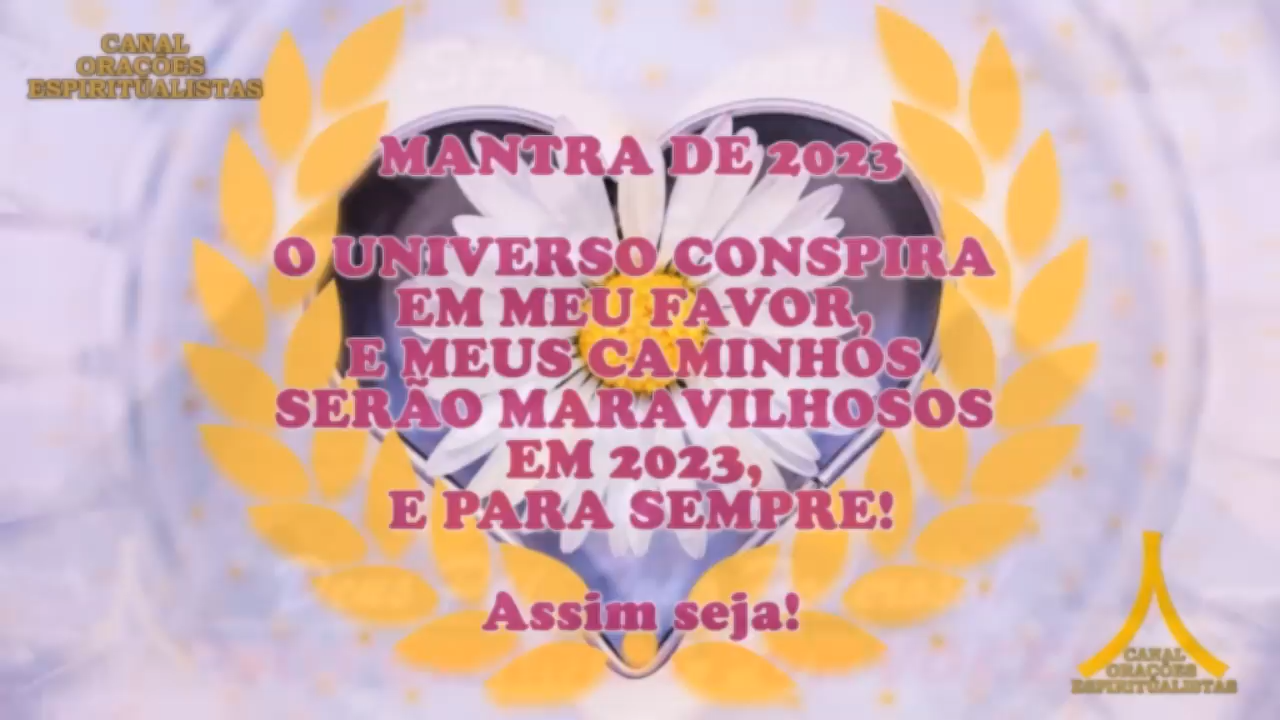 CANAL
ORAÇÕES
ESPIRITUALISTAS
MANTRA DE 2023
O UNIVERSO CONSPIRA
EM MEU FAVOR,
E MEUS CAMINHOS
SERÃO MARAVILHOSOS
EM 2023,
E PARA SEMPRE!
Assim seja!
CANAL
ORAÇÕES
ESPIRITUALISTAS